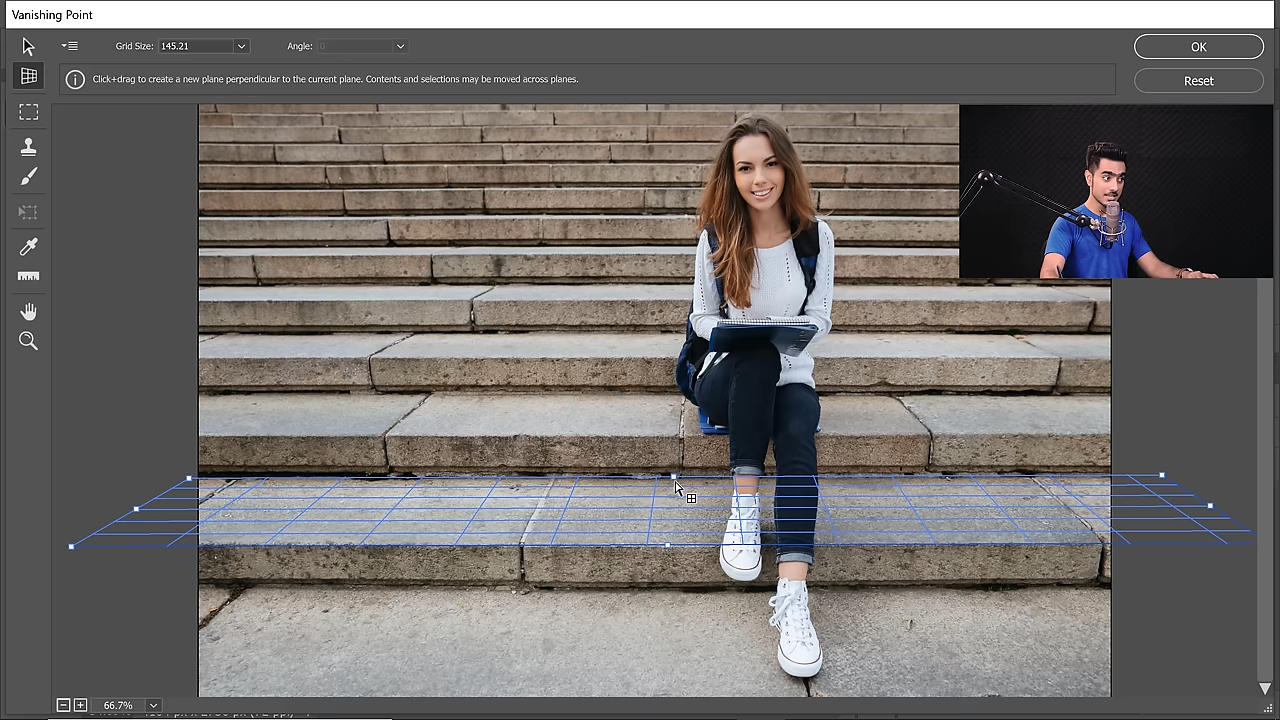 Vanishing Point
Grid Size: 145.21 Angle: 0
OK
Click+drag to create a new plane perpendicular to the current plane. Contents and selections may be moved across planes.
Reset
66.7%